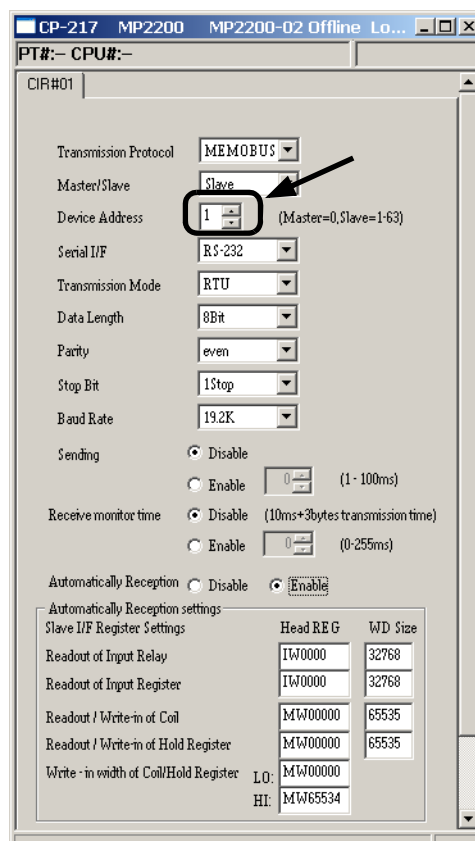 CP-217 MP2200 MP2200-02 Offline Lo...
PT#:– CPU#:–
CIR#01
Transmission Protocol MEMOBUS
Master/Slave Slave
Device Address 1 (Master=0,Slave=1-63)
Serial I/F RS-232
Transmission Mode RTU
Data Length 8Bit
Parity even
Stop Bit 1Stop
Baud Rate 19.2K
Sending Disable
Enable 0 (1 - 100ms)
Receive monitor time Disable (10ms+3bytes transmission time)
Enable 0 (0-255ms)
Automatically Reception Disable Enable
Automatically Reception settings
Slave I/F Register Settings Head REG WD Size
Readout of Input Relay IW0000 32768
Readout of Input Register IW0000 32768
Readout / Write-in of Coil MW00000 65535
Readout / Write-in of Hold Register MW00000 65535
Write - in width of Coil/Hold Register LO: MW00000
HI: MW65534